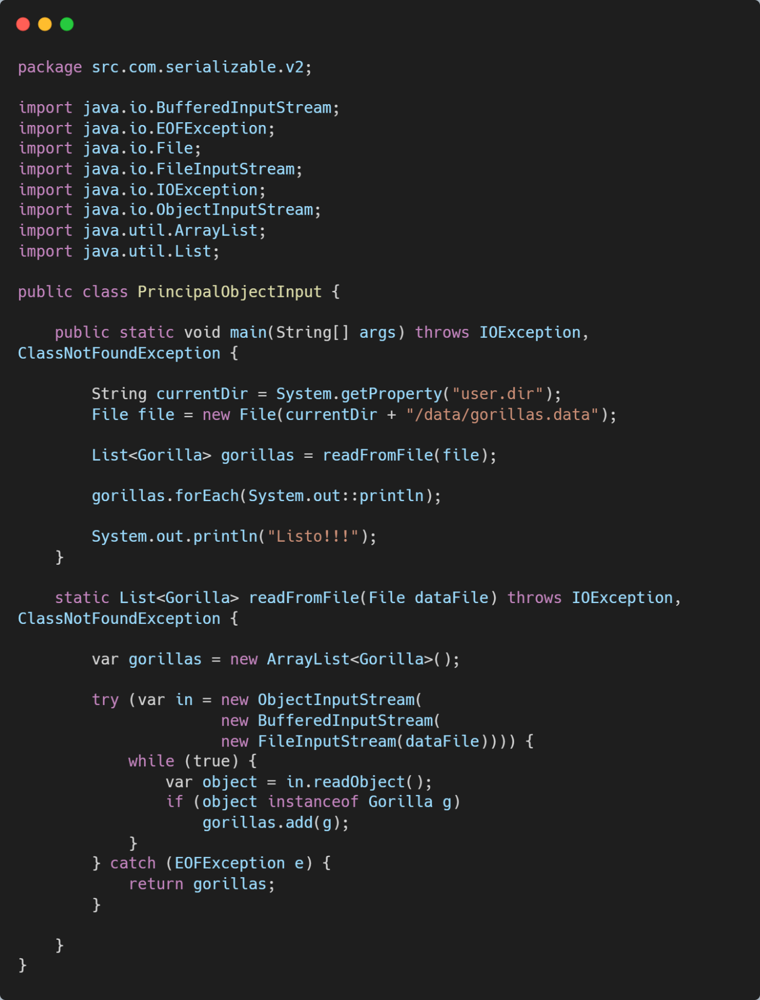 package src.com.serializable.v2;

import java.io.BufferedInputStream;
import java.io.EOFException;
import java.io.File;
import java.io.FileInputStream;
import java.io.IOException;
import java.io.ObjectInputStream;
import java.util.ArrayList;
import java.util.List;

public class PrincipalObjectInput {

    public static void main(String[] args) throws IOException,
ClassNotFoundException {

        String currentDir = System.getProperty("user.dir");
        File file = new File(currentDir + "/data/gorillas.data");

        List<Gorilla> gorillas = readFromFile(file);

        gorillas.forEach(System.out::println);

        System.out.println("Listo!!!");
    }

    static List<Gorilla> readFromFile(File dataFile) throws IOException,
ClassNotFoundException {

        var gorillas = new ArrayList<Gorilla>();

        try (var in = new ObjectInputStream(
                      new BufferedInputStream(
                      new FileInputStream(dataFile)))) {
            while (true) {
                var object = in.readObject();
                if (object instanceof Gorilla g)
                    gorillas.add(g);
            }
        } catch (EOFException e) {
            return gorillas;
        }

    }
}